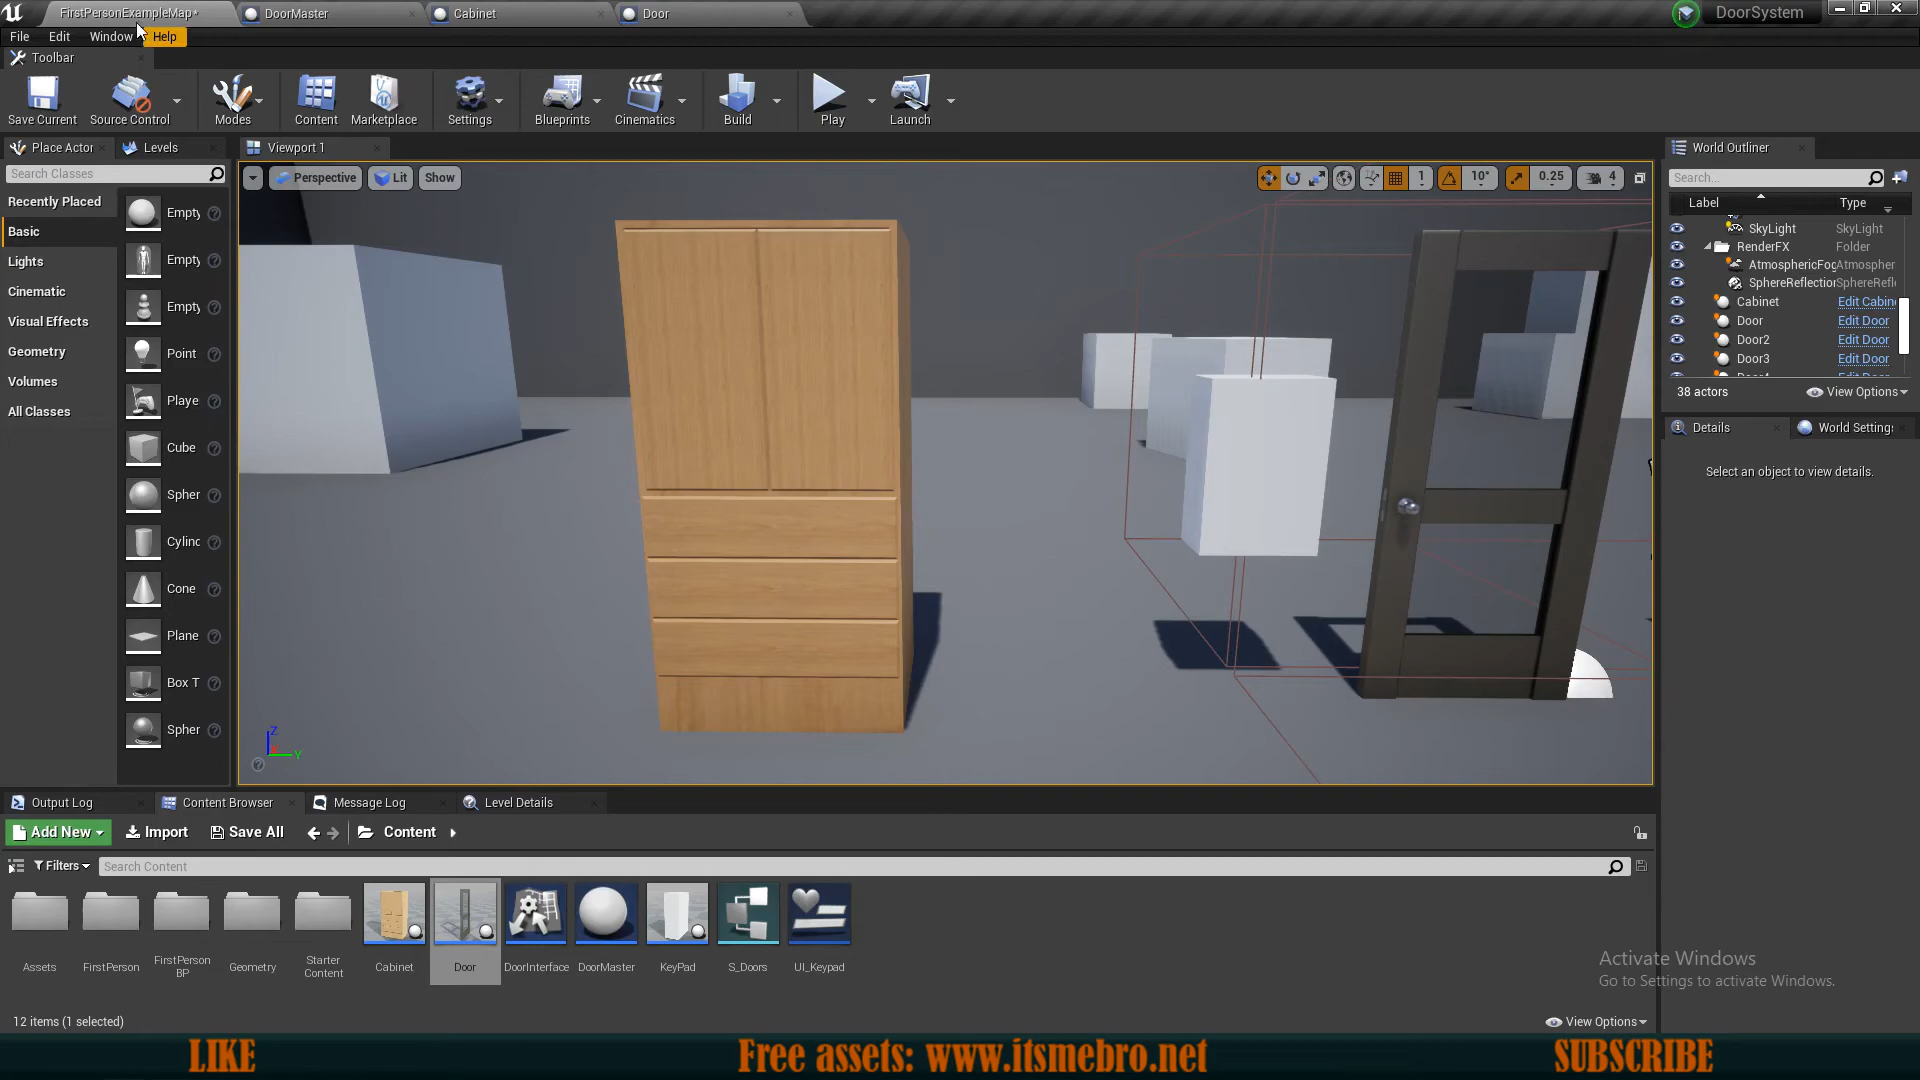 FirstPersonExampleMap*
DoorMaster
Cabinet
Door
DoorSystem
File
Edit
Window
Help
Toolbar
Save Current
Source Control
Modes
Content
Marketplace
Settings
Blueprints
Cinematics
Build
Play
Launch
Place Actor
Levels
Viewport 1
World Outliner
Search Classes
Perspective
Lit
Show
1
10°
0.25
4
Search...
Label
Type
Recently Placed
Basic
Lights
Cinematic
Visual Effects
Geometry
Volumes
All Classes
Empty
Empty
Empty
Point
Playe
Cube
Spher
Cylinc
Cone
Plane
Box T
Spher
SkyLight
SkyLight
RenderFX
Folder
AtmosphericFog
Atmospher
SphereReflection
SphereRefl
Cabinet
Edit Cabin
Door
Edit Door
Door2
Edit Door
Door3
Edit Door
38 actors
View Options
Details
World Settings
Select an object to view details.
Z
Y
Output Log
Content Browser
Message Log
Level Details
Add New
Import
Save All
Content
Filters
Search Content
Assets
FirstPerson
FirstPerson
BP
Geometry
Starter
Content
Cabinet
Door
DoorInterface
DoorMaster
KeyPad
S_Doors
UI_Keypad
Activate Windows
Go to Settings to activate Windows.
12 items (1 selected)
View Options
LIKE
Free assets: www.itsmebro.net
SUBSCRIBE